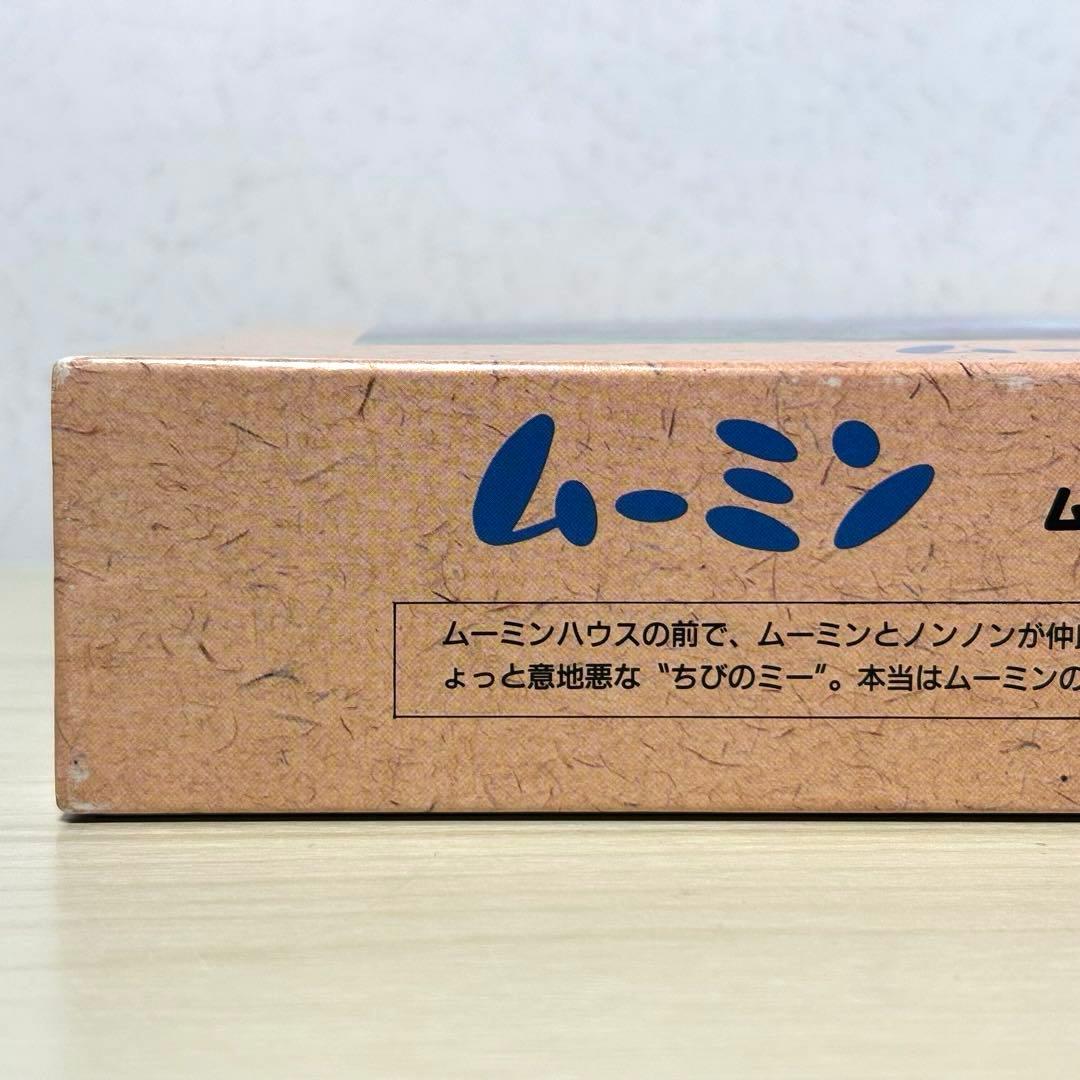 ムーミン
ム
ムーミンハウスの前で、ムーミンとノンノンが仲
ょっと意地悪な〝ちびのミー〟。本当はムーミンの